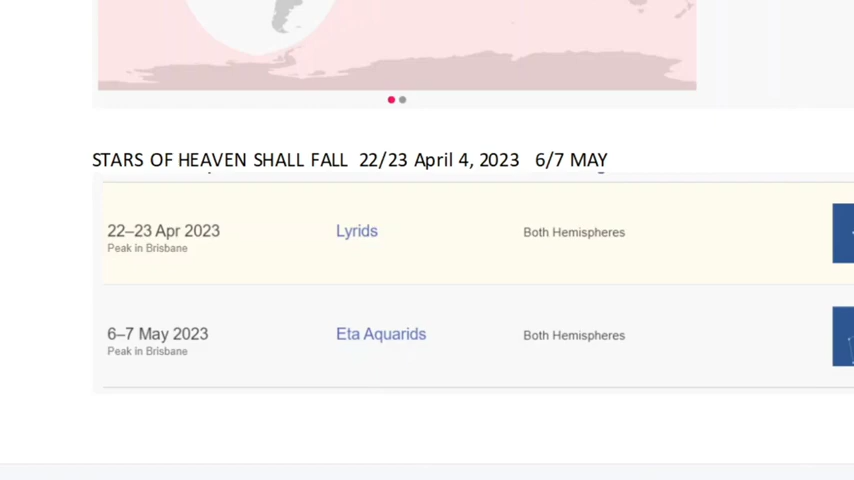 STARS OF HEAVEN SHALL FALL 22/23 April 4, 2023 6/7 MAY
22–23 Apr 2023 Lyrids Both Hemispheres
Peak in Brisbane
6–7 May 2023 Eta Aquarids Both Hemispheres
Peak in Brisbane